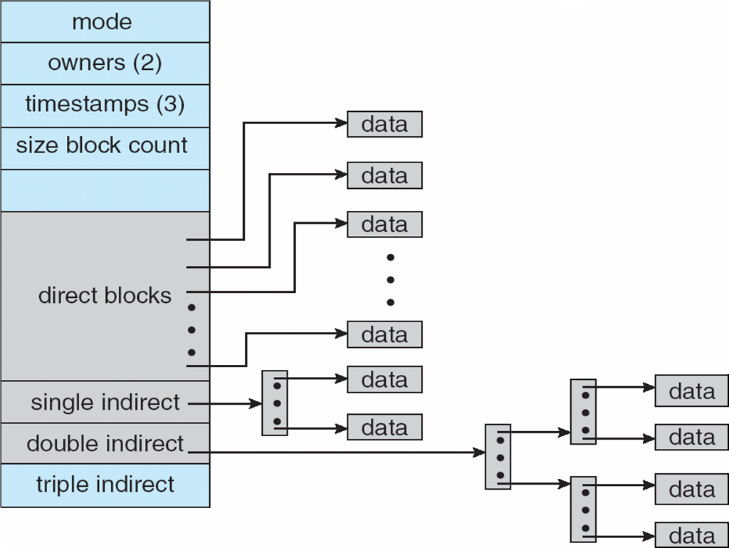 mode
owners (2)
timestamps (3)
size block count
data
data
data
direct blocks
data
data
single indirect
data
double indirect
triple indirect
data
data
data
data